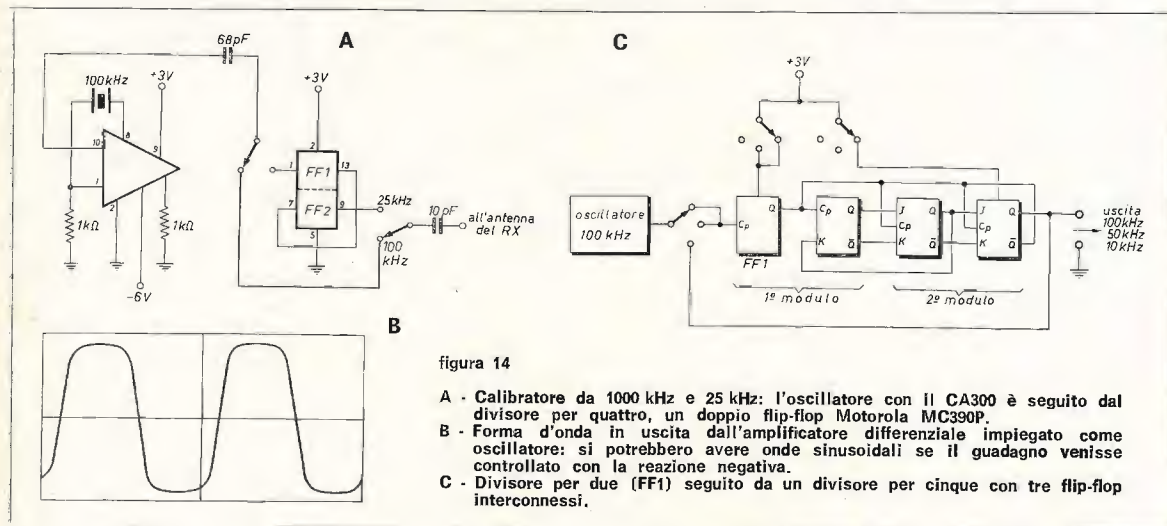 A
68pF
+3V
100kHz
8
10
9
1
2
1kΩ
1kΩ
-6V
+3V
2
1
FF1
13
7
FF2
9
25kHz
5
100
kHz
10pF
all'antenna
del RX
C
+3V
oscillatore
100 kHz
Cp
Q
FF1
Cp
Q
Q̅
J
Cp
K
Q
Q̅
J
Cp
K
Q
Q̅
uscita
100kHz
50kHz
10kHz
1º modulo
2º modulo
B
figura 14
A - Calibratore da 1000 kHz e 25 kHz: l'oscillatore con il CA300 è seguito dal
divisore per quattro, un doppio flip-flop Motorola MC390P.
B - Forma d'onda in uscita dall'amplificatore differenziale impiegato come
oscillatore: si potrebbero avere onde sinusoidali se il guadagno venisse
controllato con la reazione negativa.
C - Divisore per due (FF1) seguito da un divisore per cinque con tre flip-flop
interconnessi.